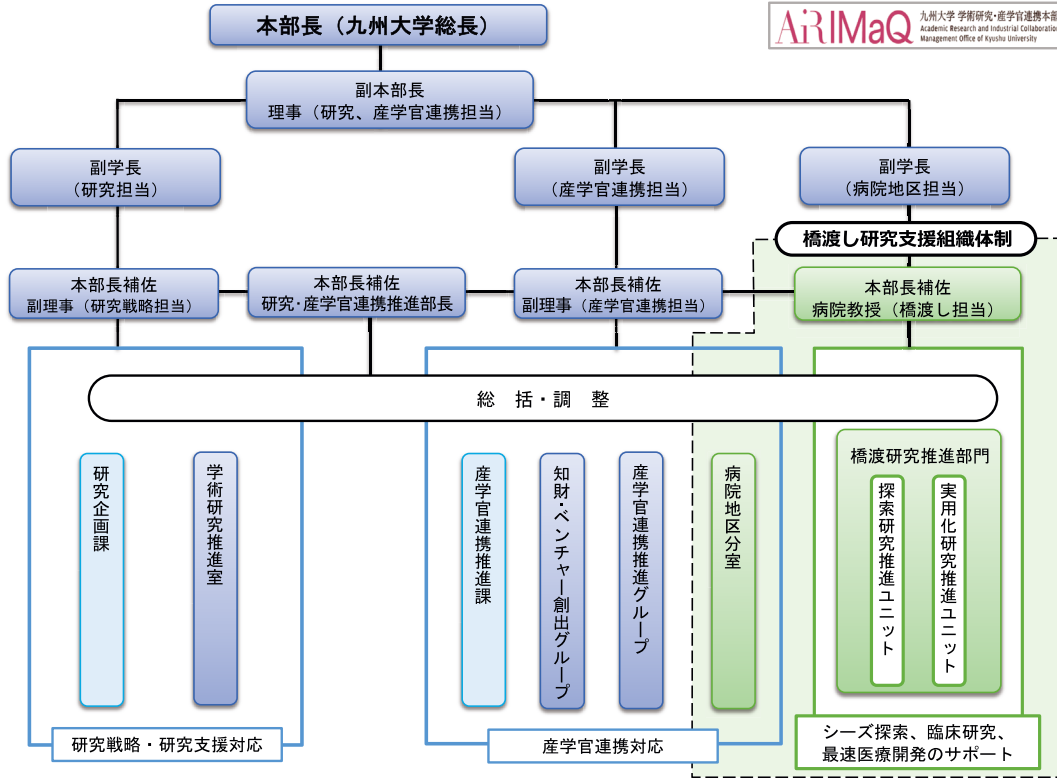 本部長（九州大学総長）
AiRIMaQ
九州大学 学術研究・産学官連携本部
Academic Research and Industrial Collaboration
Management Office of Kyushu University
副本部長
理事（研究、産学官連携担当）
副学長
（研究担当）
副学長
（産学官連携担当）
副学長
（病院地区担当）
橋渡し研究支援組織体制
本部長補佐
副理事（研究戦略担当）
本部長補佐
研究・産学官連携推進部長
本部長補佐
副理事（産学官連携担当）
本部長補佐
病院教授（橋渡し担当）
総 括・調 整
研究企画課
学術研究推進室
産学官連携推進課
知財・ベンチャー創出グループ
産学官連携推進グループ
病院地区分室
橋渡研究推進部門
探索研究推進ユニット
実用化研究推進ユニット
研究戦略・研究支援対応
産学官連携対応
シーズ探索、臨床研究、
最速医療開発のサポート